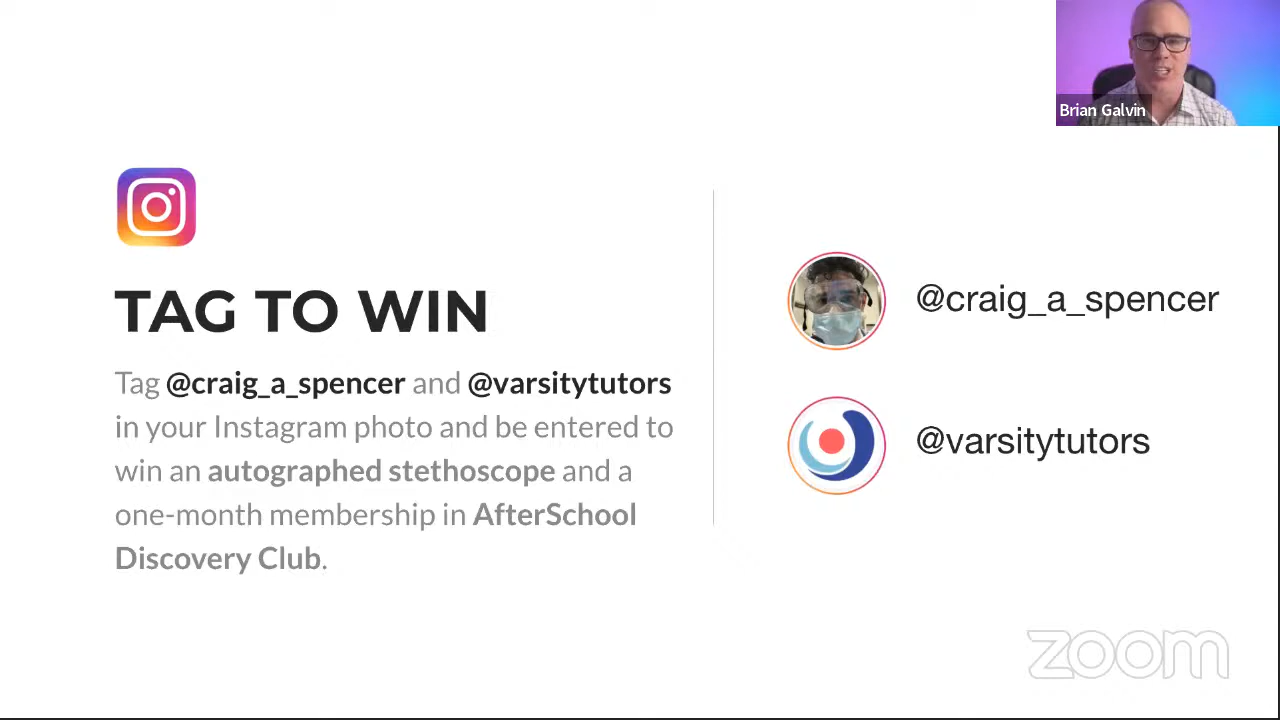 Brian Galvin
TAG TO WIN
Tag @craig_a_spencer and @varsitytutors
in your Instagram photo and be entered to
win an autographed stethoscope and a
one-month membership in AfterSchool
Discovery Club.
@craig_a_spencer
@varsitytutors
zoom